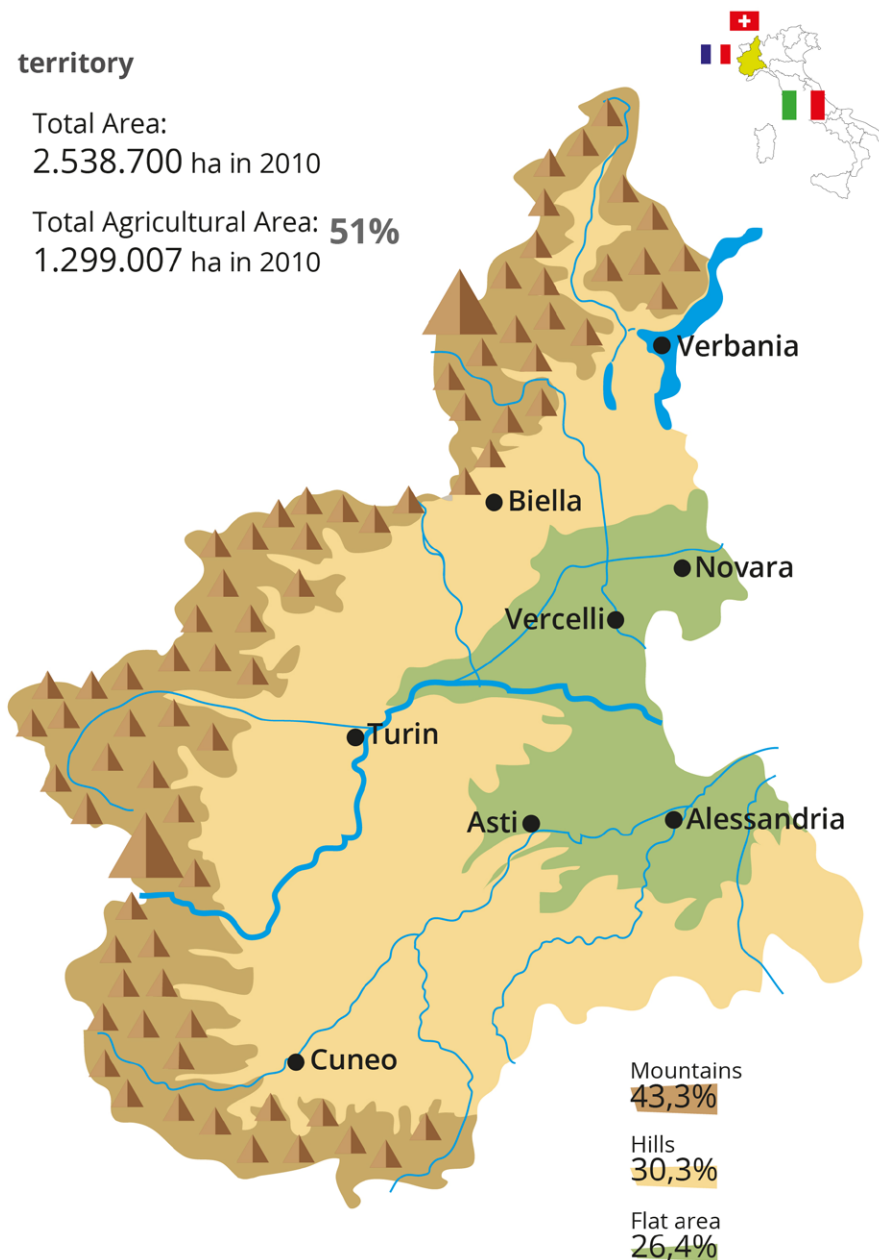 territory
Total Area:
2.538.700 ha in 2010
Total Agricultural Area: 51%
1.299.007 ha in 2010
Verbania
Biella
Novara
Vercelli
Turin
Asti
Alessandria
Cuneo
Mountains
43,3%
Hills
30,3%
Flat area
26,4%